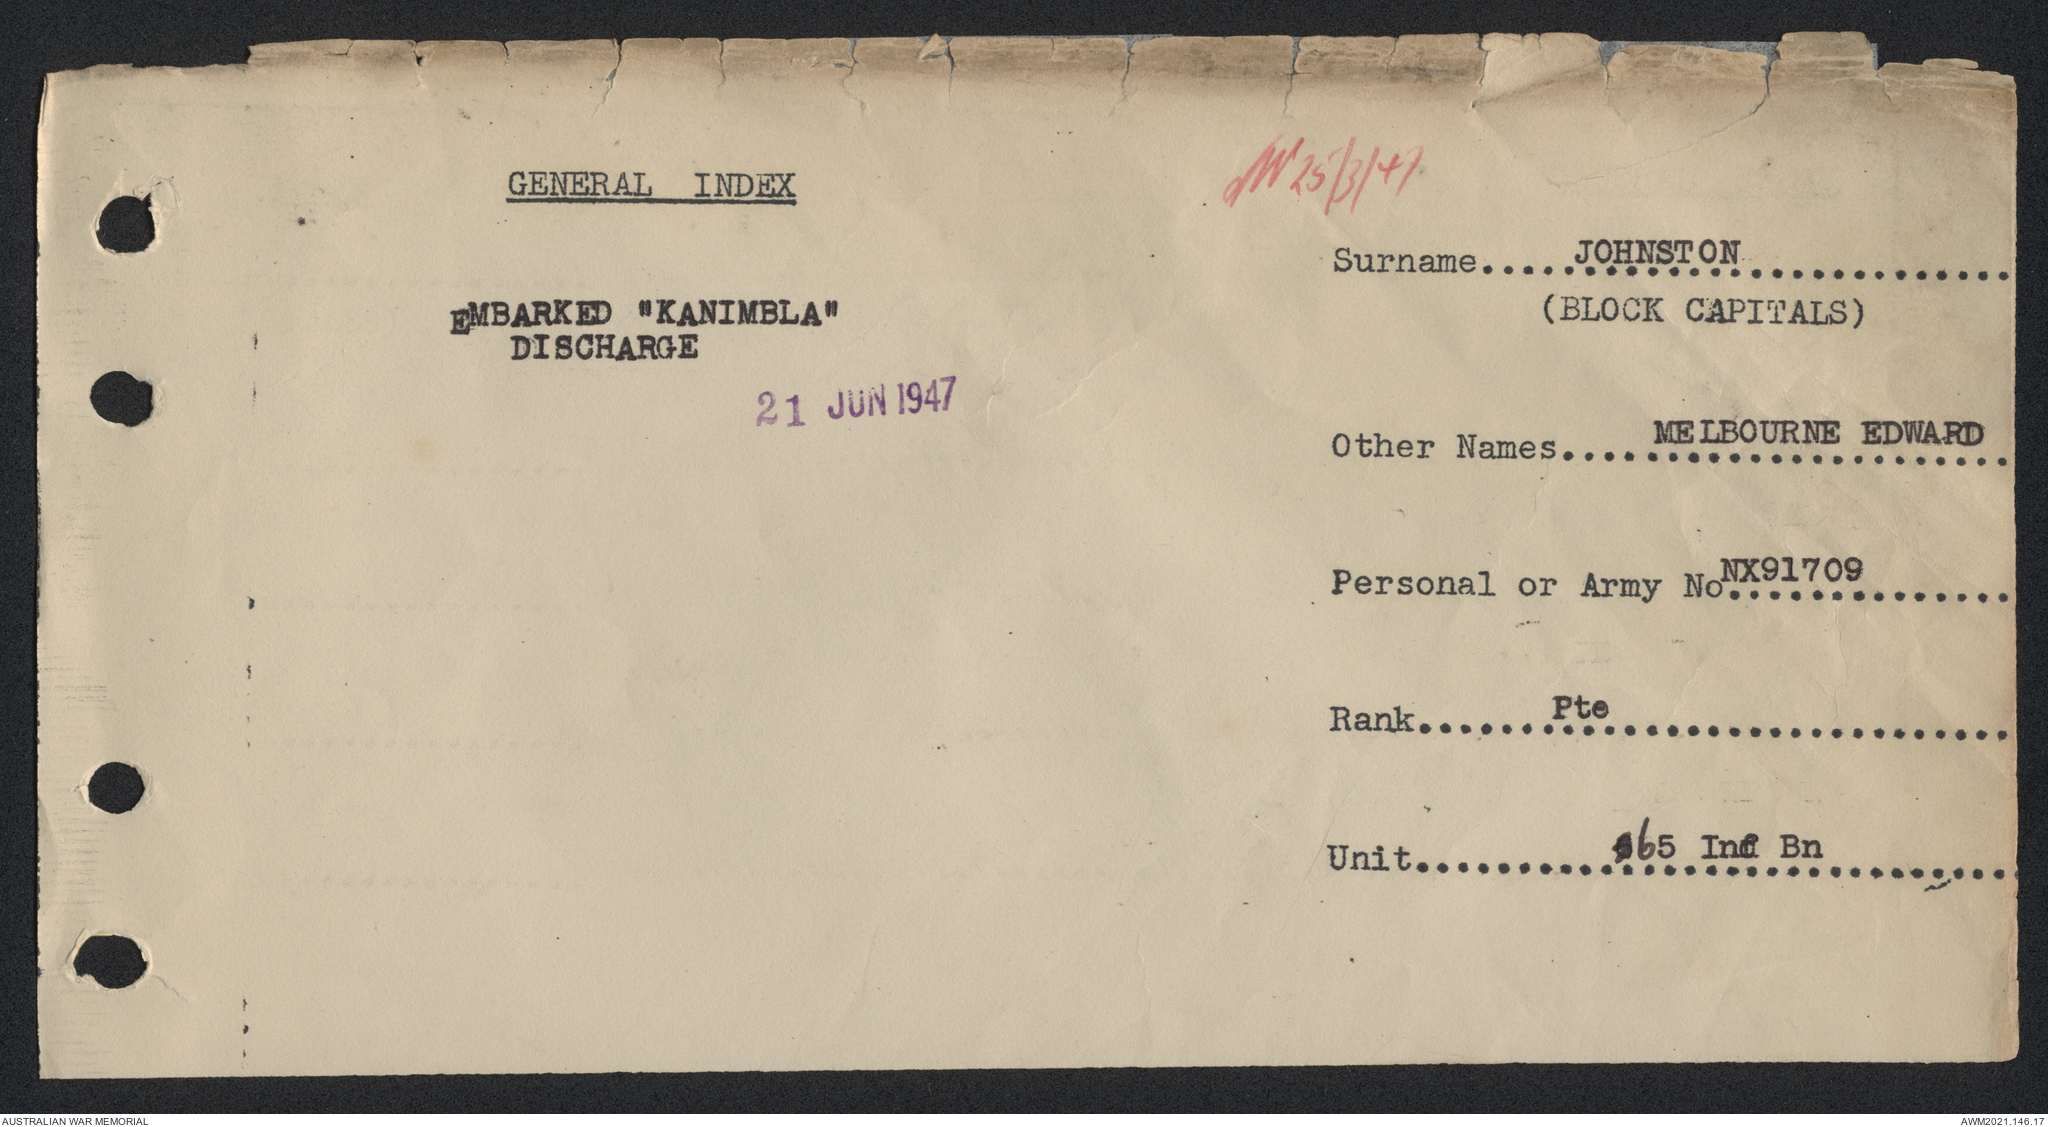 GENERAL INDEX
25/3/47
Surname.....JOHNSTON.............
(BLOCK CAPITALS)
EMBARKED "KANIMBLA"
DISCHARGE
21 JUN 1947
Other Names.....MELBOURNE EDWARD
Personal or Army No NX91709.......
Rank.......Pte....................
Unit..........65 Inf Bn.........
AUSTRALIAN WAR MEMORIAL
AWM2021.146.17